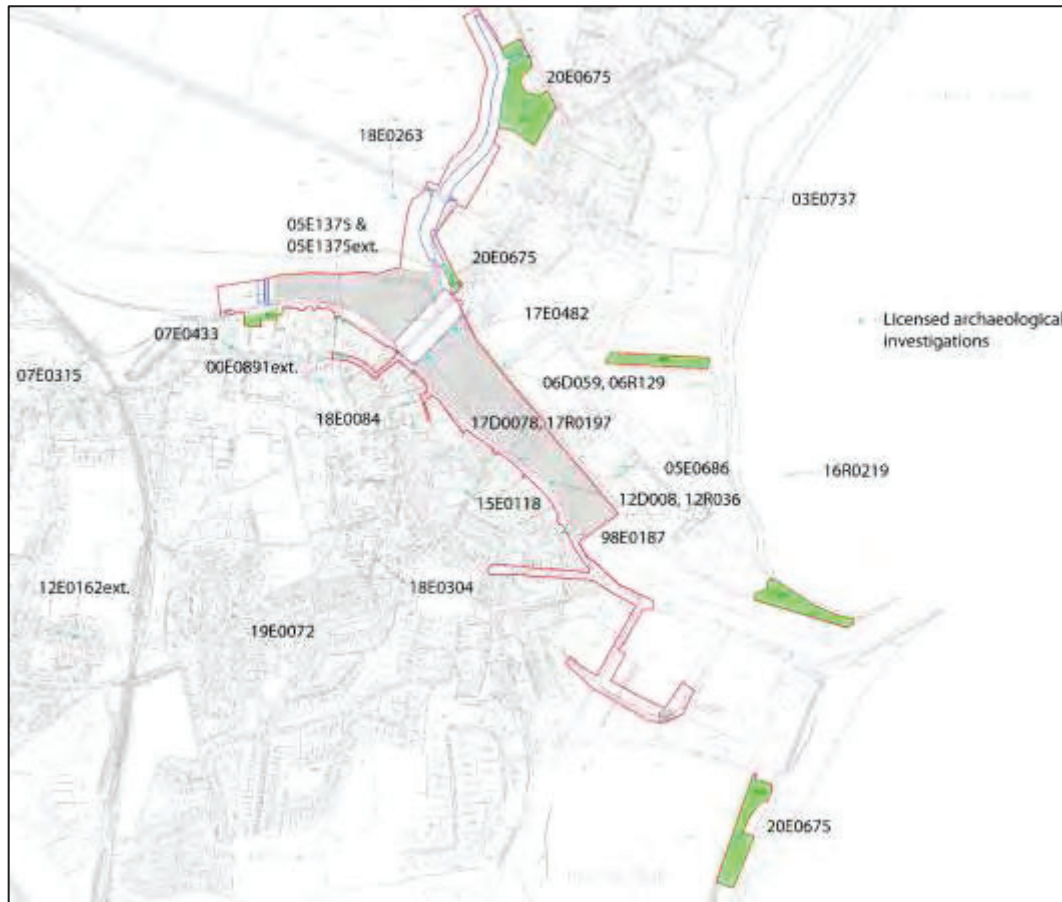 20E0675
18E0263
03E0737
05E1375 &
05E1375ext.
20E0675
17E0482
Licensed archaeological
investigations
07E0433
00E0891ext.
07E0315
06D059, 06R129
18E0084
17D0078, 17R0197
05E0686
16R0219
15E0118
12D008, 12R036
98E0187
12E0162ext.
18E0304
19E0072
20E0675